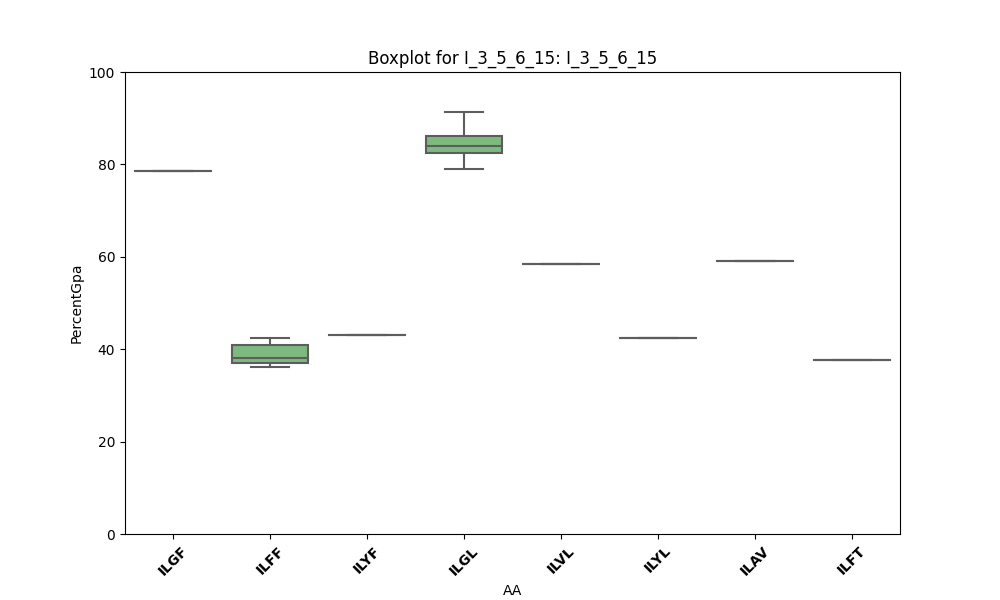 Boxplot for I_3_5_6_15: I_3_5_6_15
100
80
60
40
20
0
PercentGpa
ILGF
ILFF
ILYF
ILGL
ILVL
ILYL
ILAV
ILFT
AA